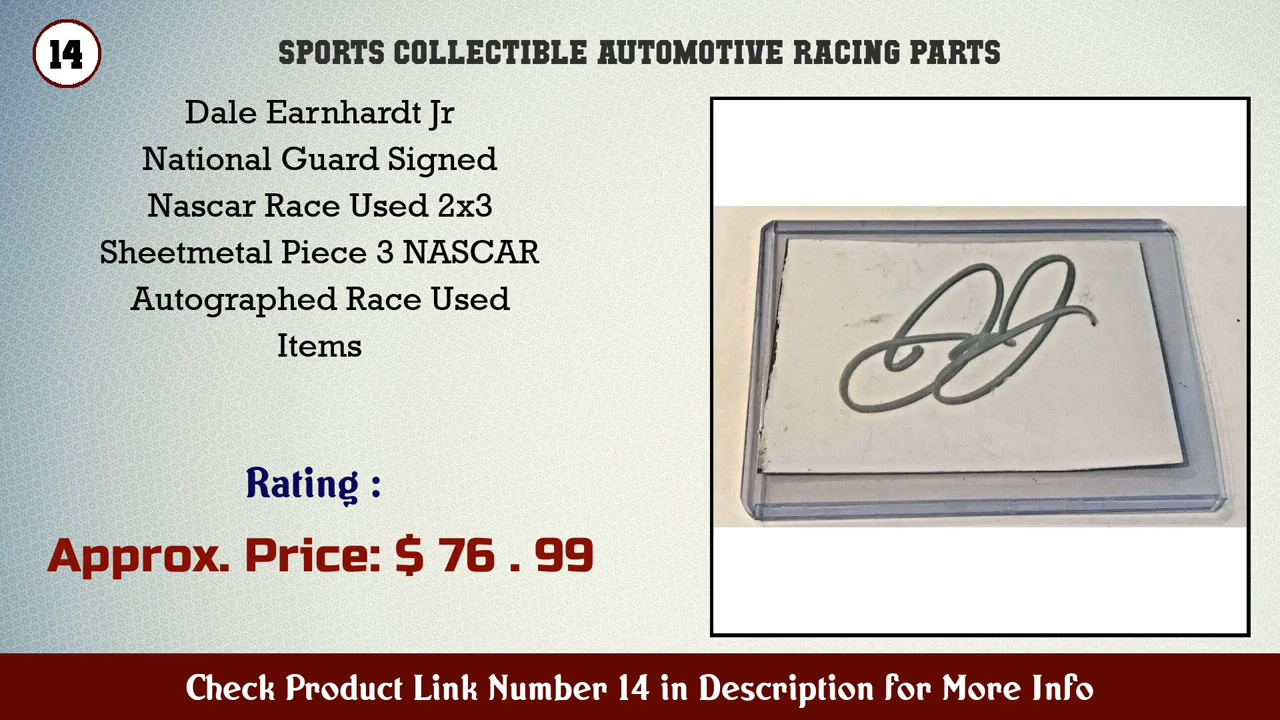 14
SPORTS COLLECTIBLE AUTOMOTIVE RACING PARTS
Dale Earnhardt Jr
National Guard Signed
Nascar Race Used 2x3
Sheetmetal Piece 3 NASCAR
Autographed Race Used
Items
Rating :
Approx. Price: $ 76 . 99
Check Product Link Number 14 in Description for More Info